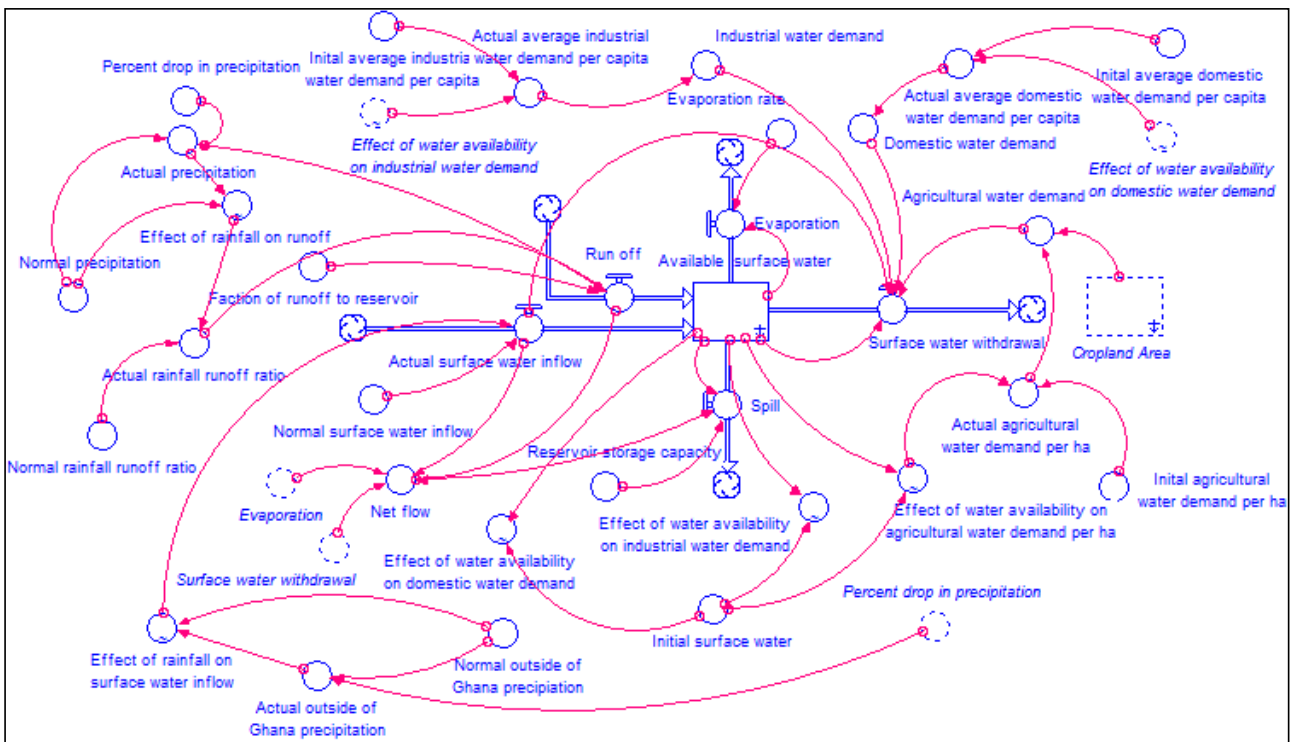 Actual average industrial
Industrial water demand
Inital average industria water demand per capita
water demand per capita
Percent drop in precipitation
Evaporation rate
Inital average domestic
water demand per capita
Actual average domestic
water demand per capita
Effect of water availability
on industrial water demand
Domestic water demand
Effect of water availability
on domestic water demand
Actual precipitation
Agricultural water demand
Evaporation
Effect of rainfall on runoff
Run off
Available surface water
Normal precipitation
Faction of runoff to reservoir
Surface water withdrawal
Cropland Area
Actual surface water inflow
Actual rainfall runoff ratio
Spill
Actual agricultural
water demand per ha
Normal surface water inflow
Reservoir storage capacity
Normal rainfall runoff ratio
Inital agricultural
water demand per ha
Evaporation
Net flow
Effect of water availability
on industrial water demand
Effect of water availability on
agricultural water demand per ha
Surface water withdrawal
Effect of water availability
on domestic water demand
Percent drop in precipitation
Initial surface water
Effect of rainfall on
surface water inflow
Normal outside of
Ghana precipiation
Actual outside of
Ghana precipitation